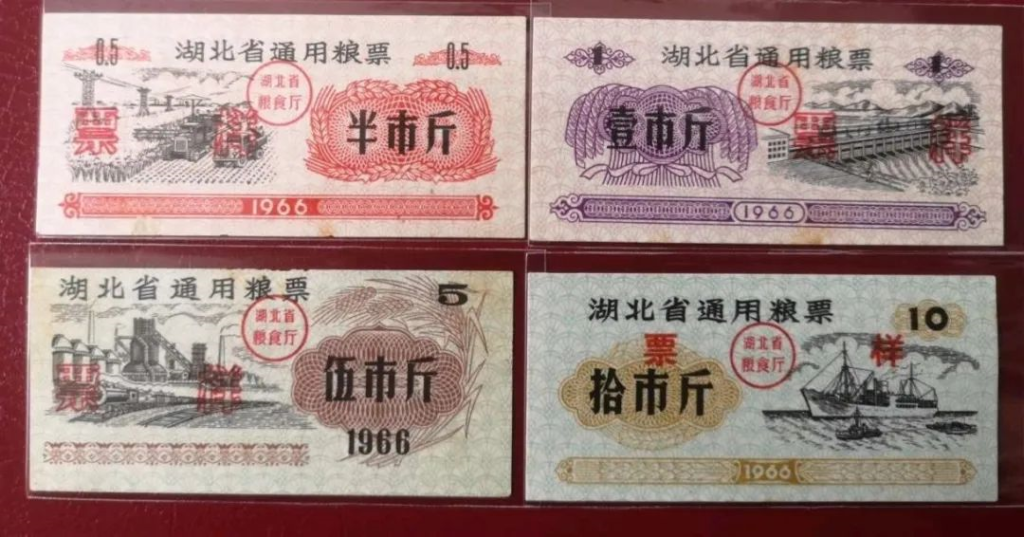 0.5 湖北省通用粮票 0.5
湖北省
粮食厅
票样
半市斤
1966
1 湖北省通用粮票 1
湖北省
粮食厅
壹市斤
票样
1966
湖北省通用粮票 5
湖北省
粮食厅
票样
伍市斤
1966
湖北省通用粮票 10
票样
湖北省
粮食厅
拾市斤
1966